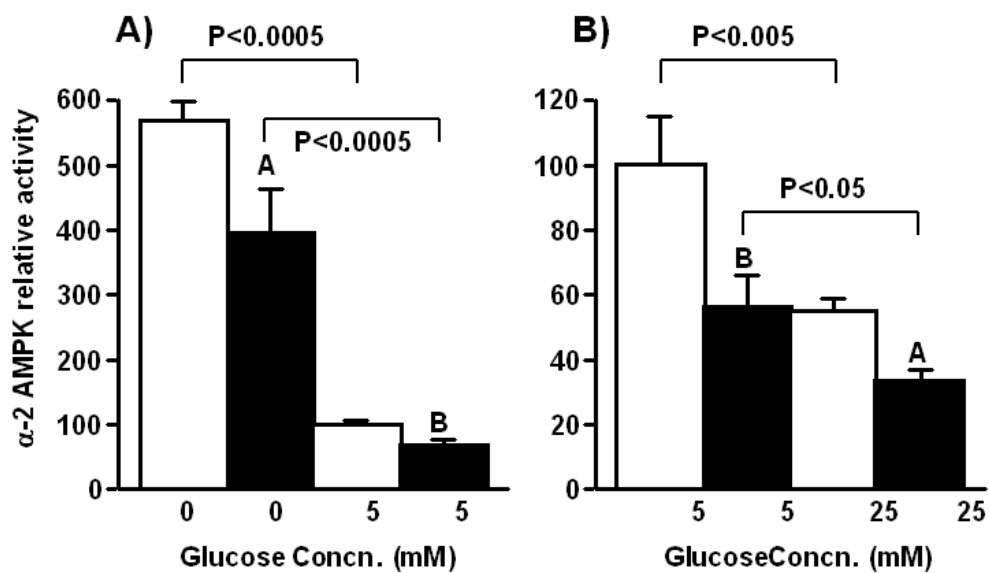 A)
P<0.0005
P<0.0005
α-2 AMPK relative activity
600
500
400
300
200
100
0
A
B
0 0 5 5
Glucose Concn. (mM)
B)
P<0.005
P<0.05
120
100
80
60
40
20
0
B
A
5 5 25 25
GlucoseConcn. (mM)